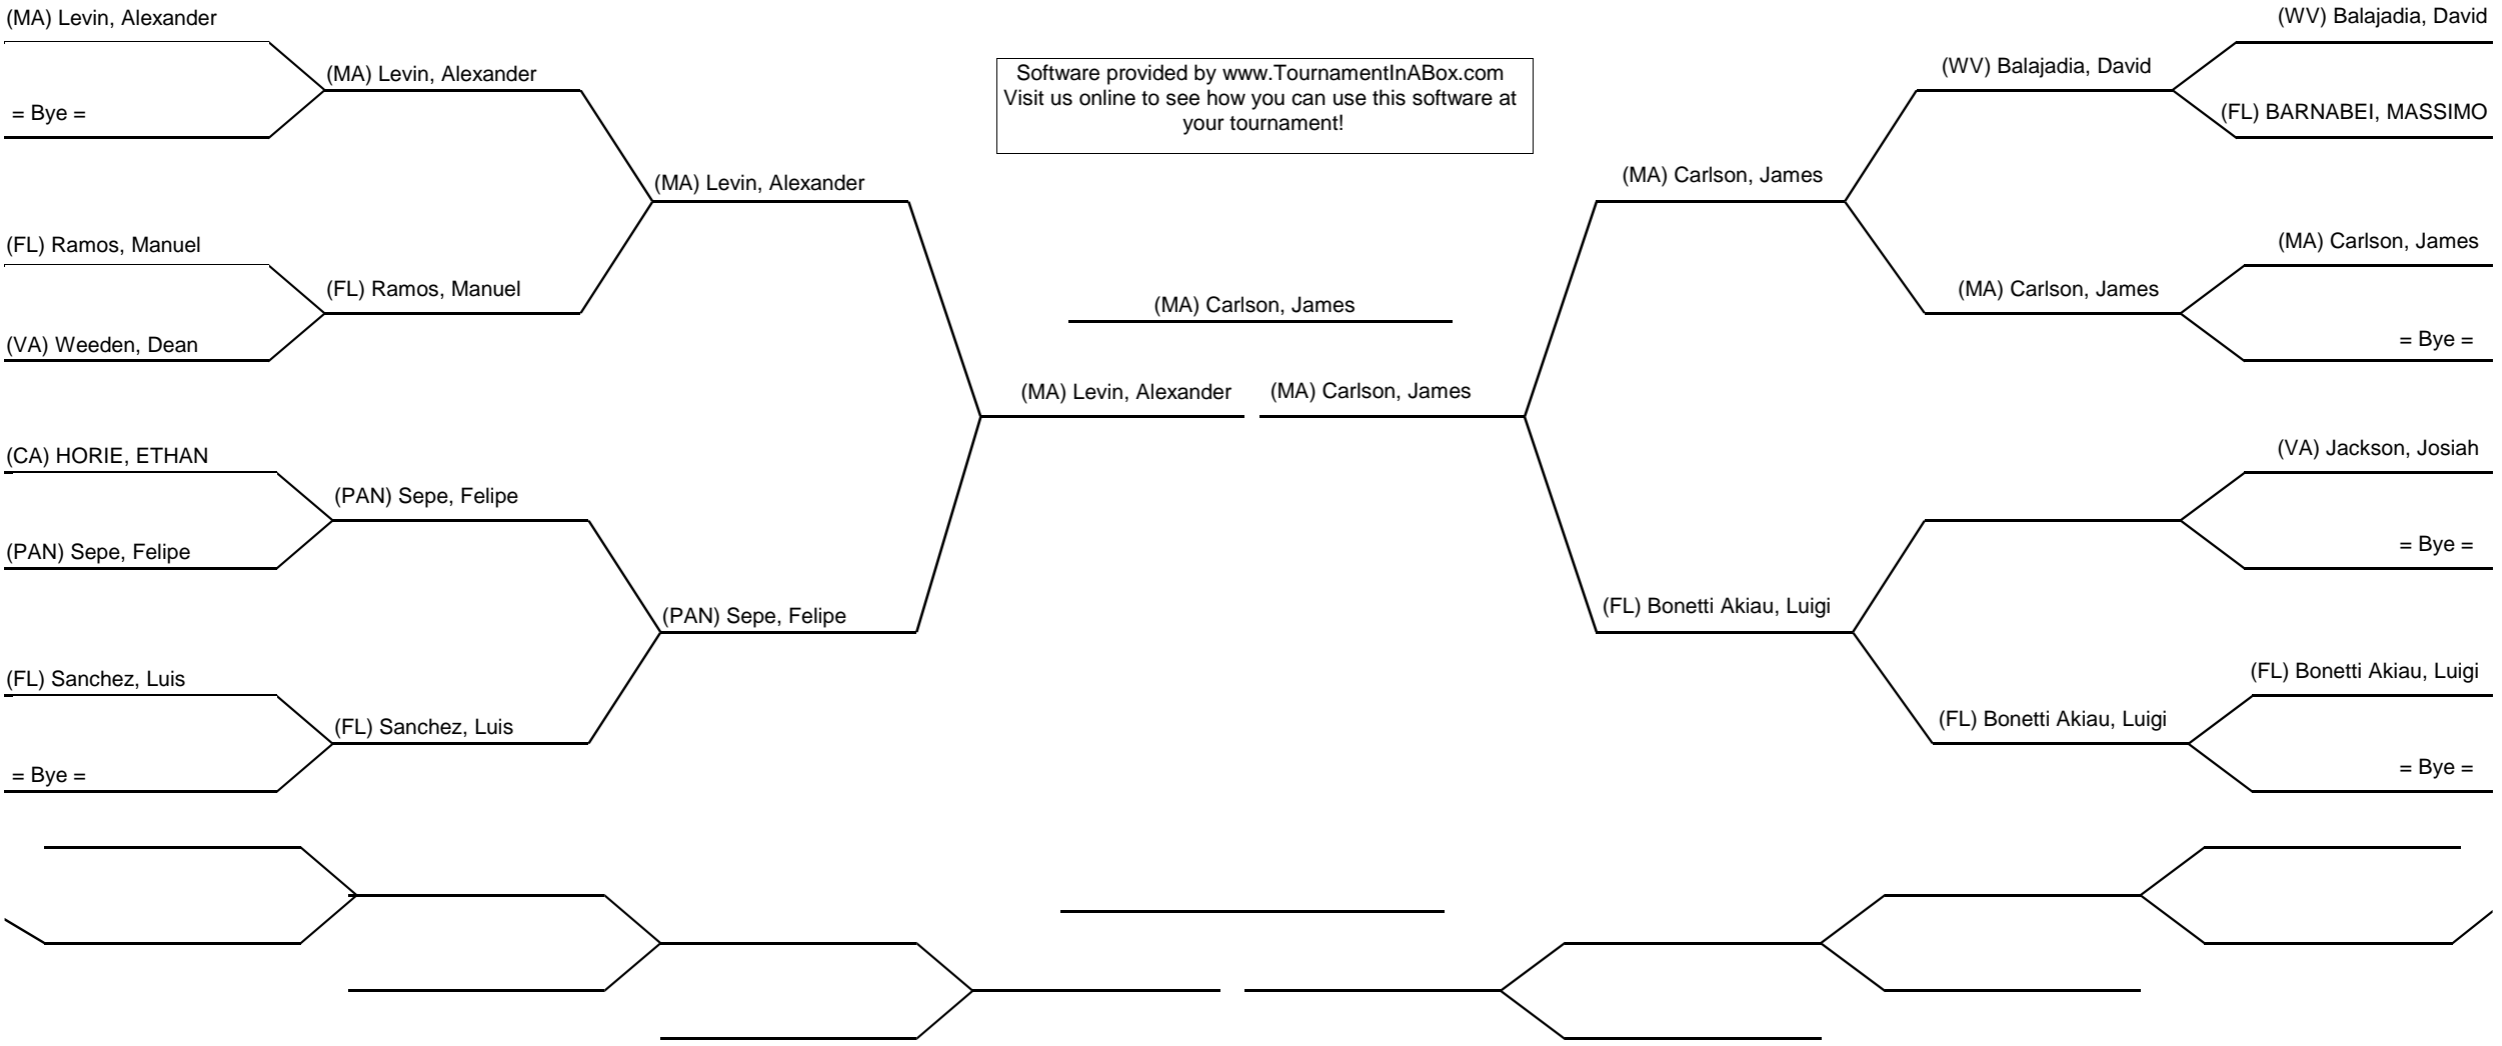 (MA) Levin, Alexander
= Bye =
(FL) Ramos, Manuel
(VA) Weeden, Dean
(CA) HORIE, ETHAN
(PAN) Sepe, Felipe
(FL) Sanchez, Luis
= Bye =
(MA) Levin, Alexander
(FL) Ramos, Manuel
(PAN) Sepe, Felipe
(FL) Sanchez, Luis
(MA) Levin, Alexander
(PAN) Sepe, Felipe
Software provided by www.TournamentInABox.com
Visit us online to see how you can use this software at
your tournament!
(MA) Carlson, James
(MA) Levin, Alexander
(MA) Carlson, James
(MA) Carlson, James
(FL) Bonetti Akiau, Luigi
(WV) Balajadia, David
(MA) Carlson, James
(FL) Bonetti Akiau, Luigi
(WV) Balajadia, David
(FL) BARNABEI, MASSIMO
(MA) Carlson, James
= Bye =
(VA) Jackson, Josiah
= Bye =
(FL) Bonetti Akiau, Luigi
= Bye =